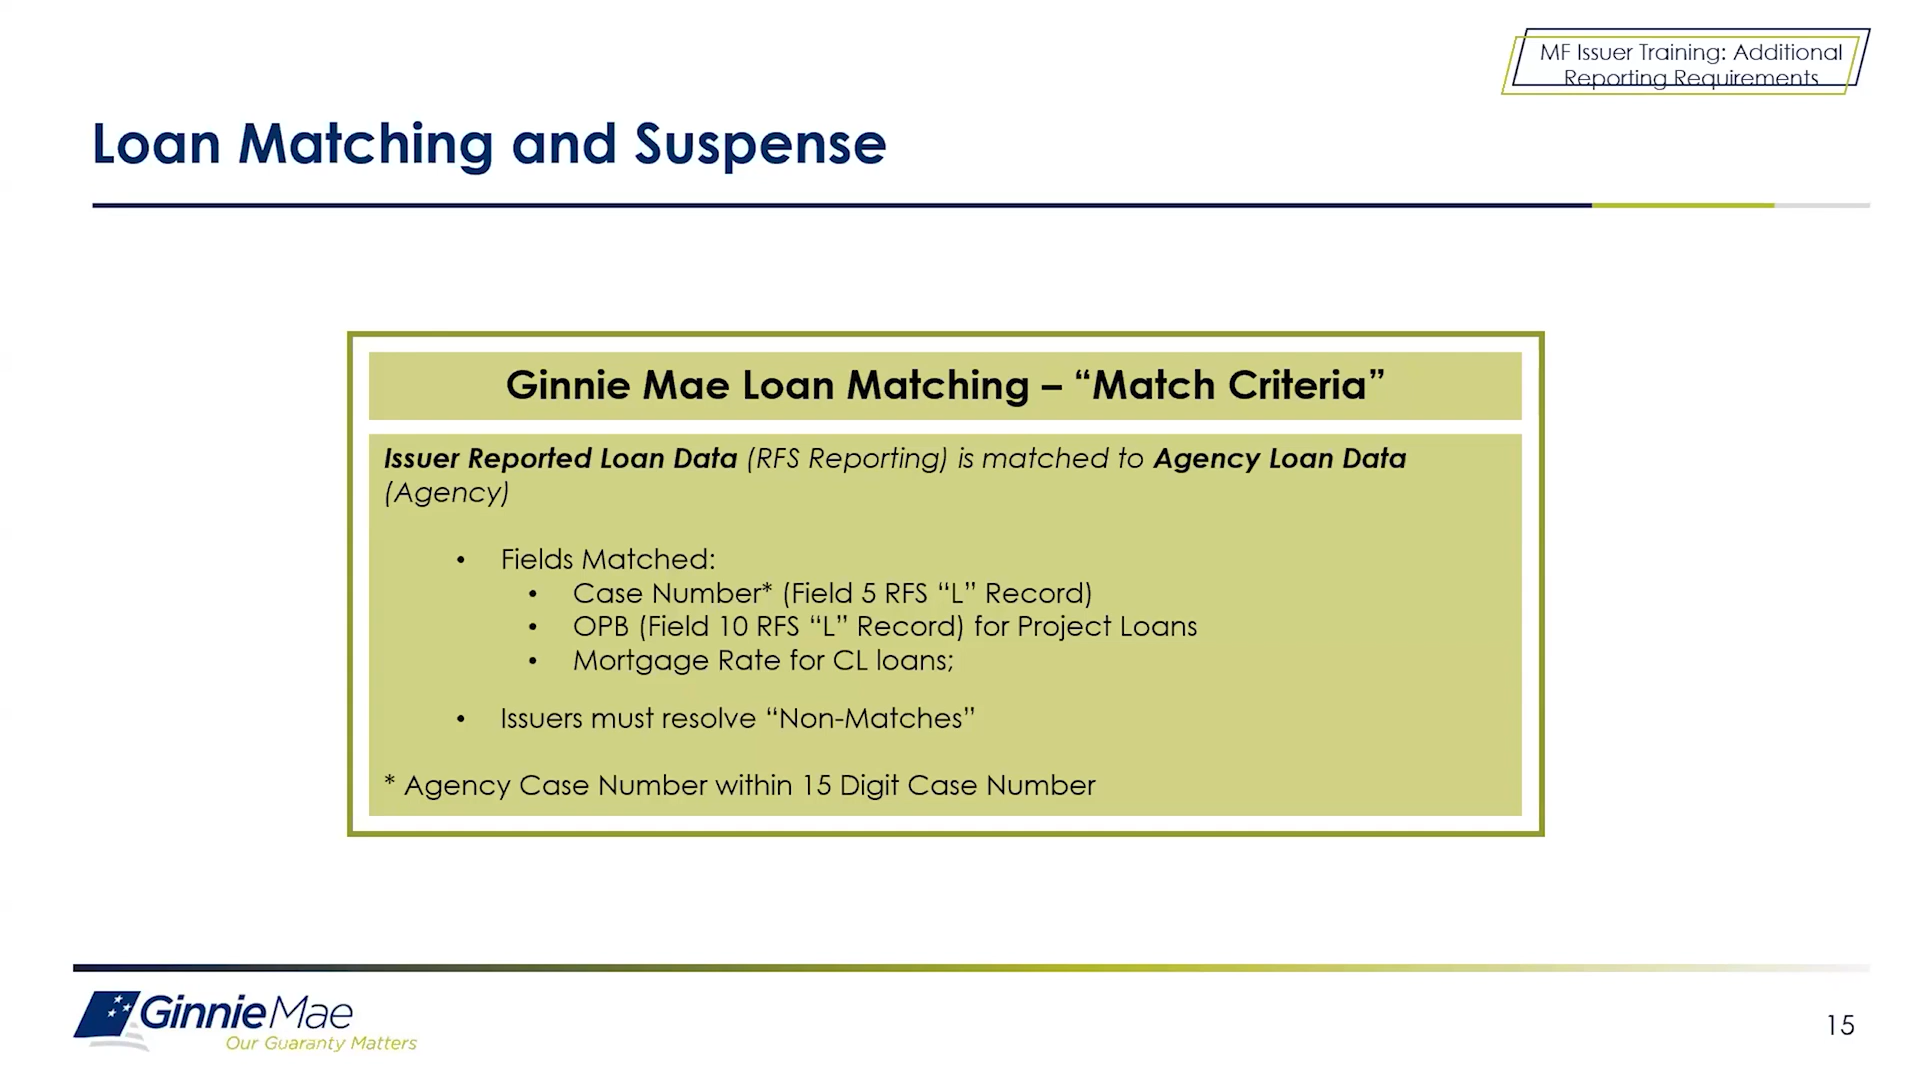 MF Issuer Training: Additional
Reporting Requirements
Loan Matching and Suspense
Ginnie Mae Loan Matching – “Match Criteria”
Issuer Reported Loan Data (RFS Reporting) is matched to Agency Loan Data
(Agency)
• Fields Matched:
• Case Number* (Field 5 RFS “L” Record)
• OPB (Field 10 RFS “L” Record) for Project Loans
• Mortgage Rate for CL loans;
• Issuers must resolve “Non-Matches”
* Agency Case Number within 15 Digit Case Number
GinnieMae
Our Guaranty Matters
15